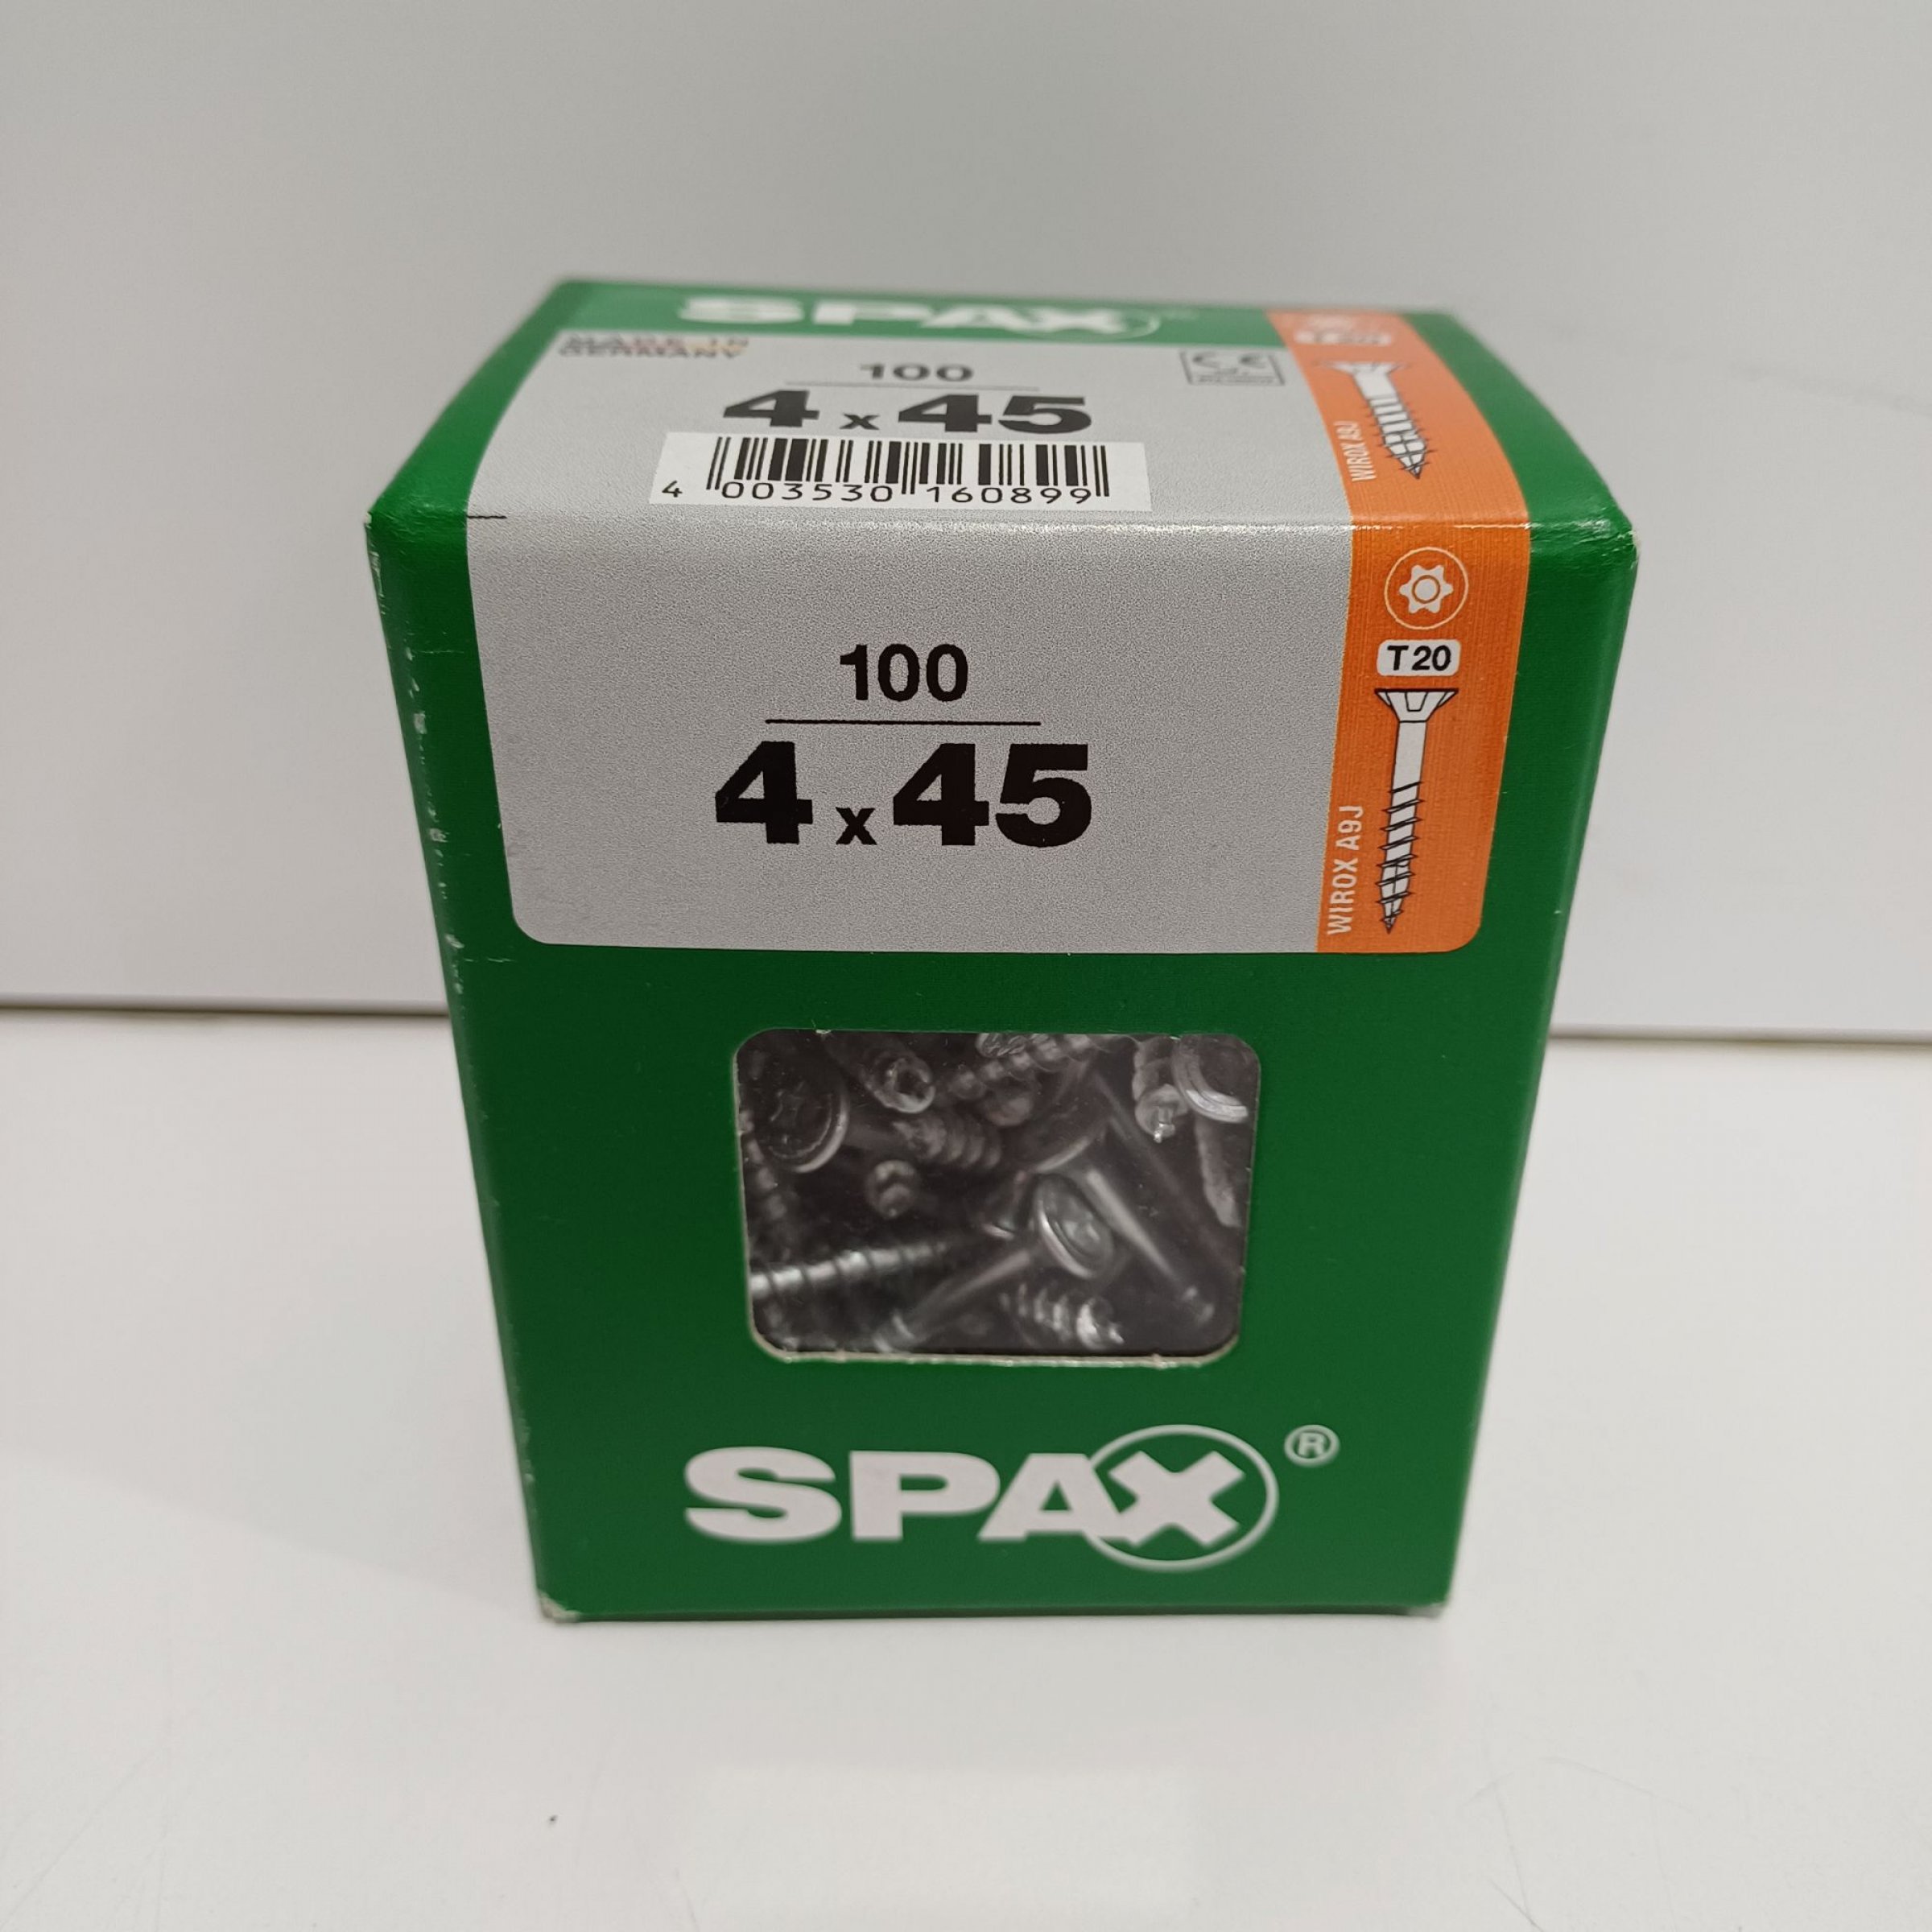 SPAX
MADE IN
GERMANY
100
4 x 45
4 003530 160899
WIROX A9J
100
4 x 45
T20
WIROX A9J
SPAX®